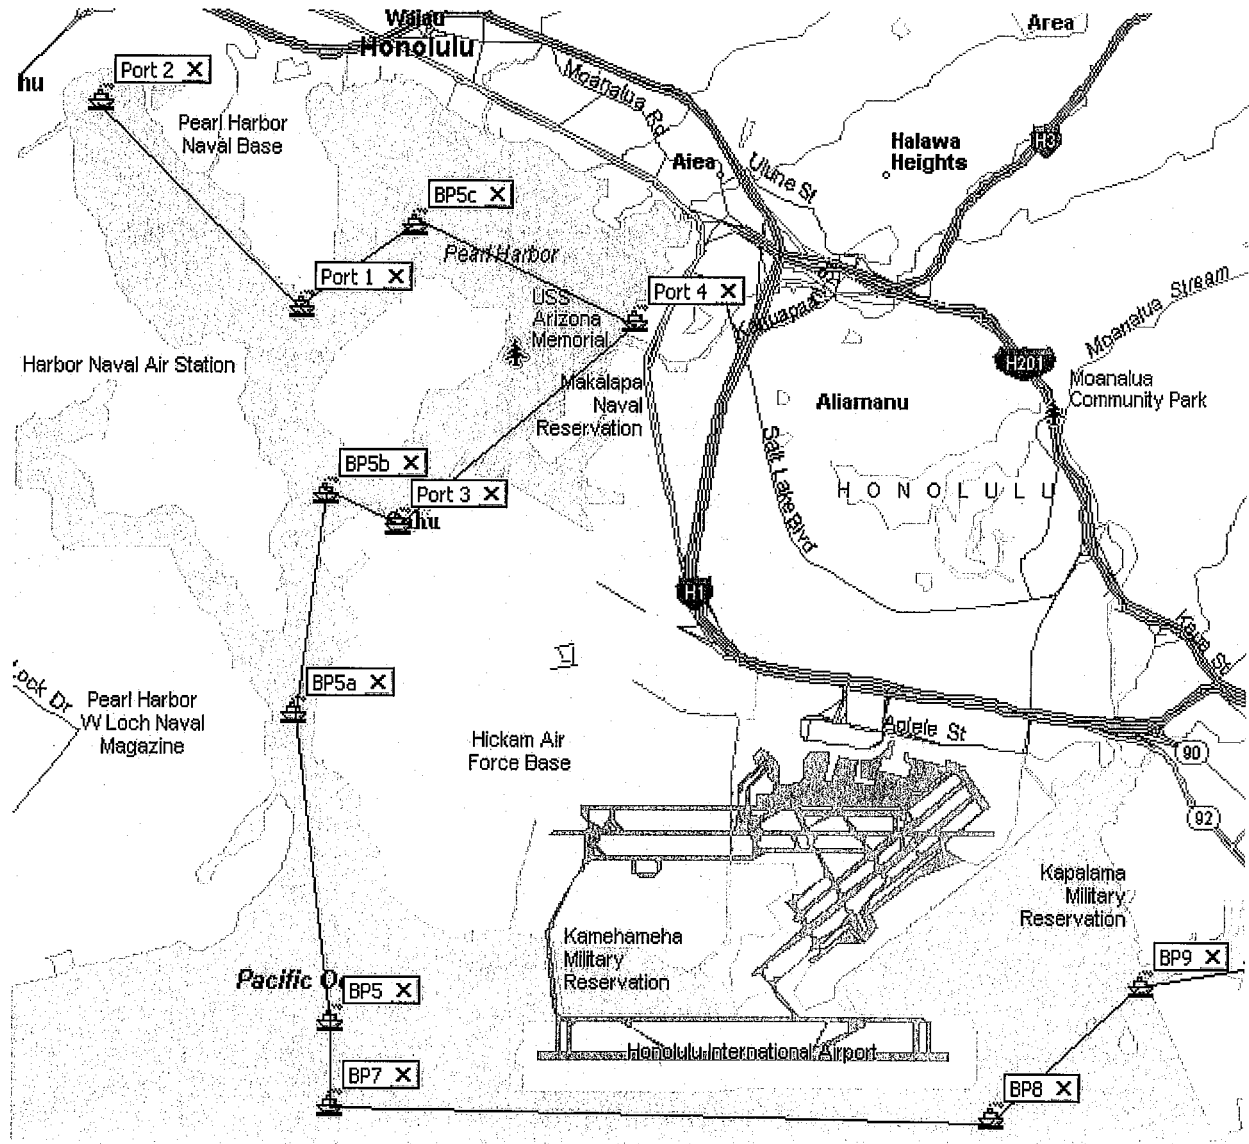 Waiau
Honolulu
Area
hu
Port 2 X
Moanalua Rd
Pearl Harbor
Naval Base
Halawa
Heights
H3
Aiea
Ulune St
BP5c X
Pearl Harbor
Port 1 X
Port 4 X
USS
Arizona
Memorial
Moanalua Stream
Harbor Naval Air Station
H201
Makalapa
Naval
Reservation
Moanalua
Community Park
Aliamanu
Salt Lake Blvd
BP5b X
Port 3 X
HONOLULU
hu
H1
Lock Dr
BP5a X
Pearl Harbor
W Loch Naval
Magazine
Hickam Air
Force Base
Aolele St
90
92
Kapalama
Military
Reservation
Kamehameha
Military
Reservation
BP9 X
Pacific O
BP5 X
Honolulu International Airport
BP7 X
BP8 X